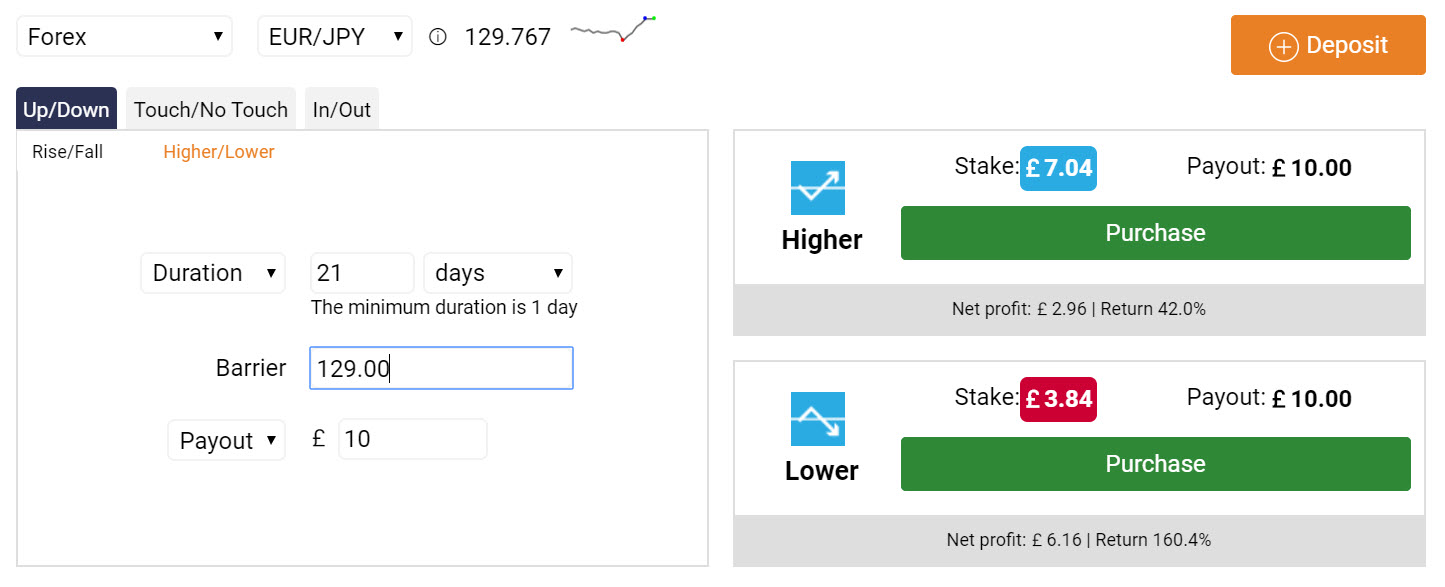 Forex EUR/JPY 129.767
Deposit
Up/Down Touch/No Touch In/Out
Rise/Fall Higher/Lower
Duration 21 days
The minimum duration is 1 day
Barrier 129.00
Payout £ 10
Higher
Stake: £ 7.04 Payout: £ 10.00
Purchase
Net profit: £ 2.96 | Return 42.0%
Lower
Stake: £ 3.84 Payout: £ 10.00
Purchase
Net profit: £ 6.16 | Return 160.4%